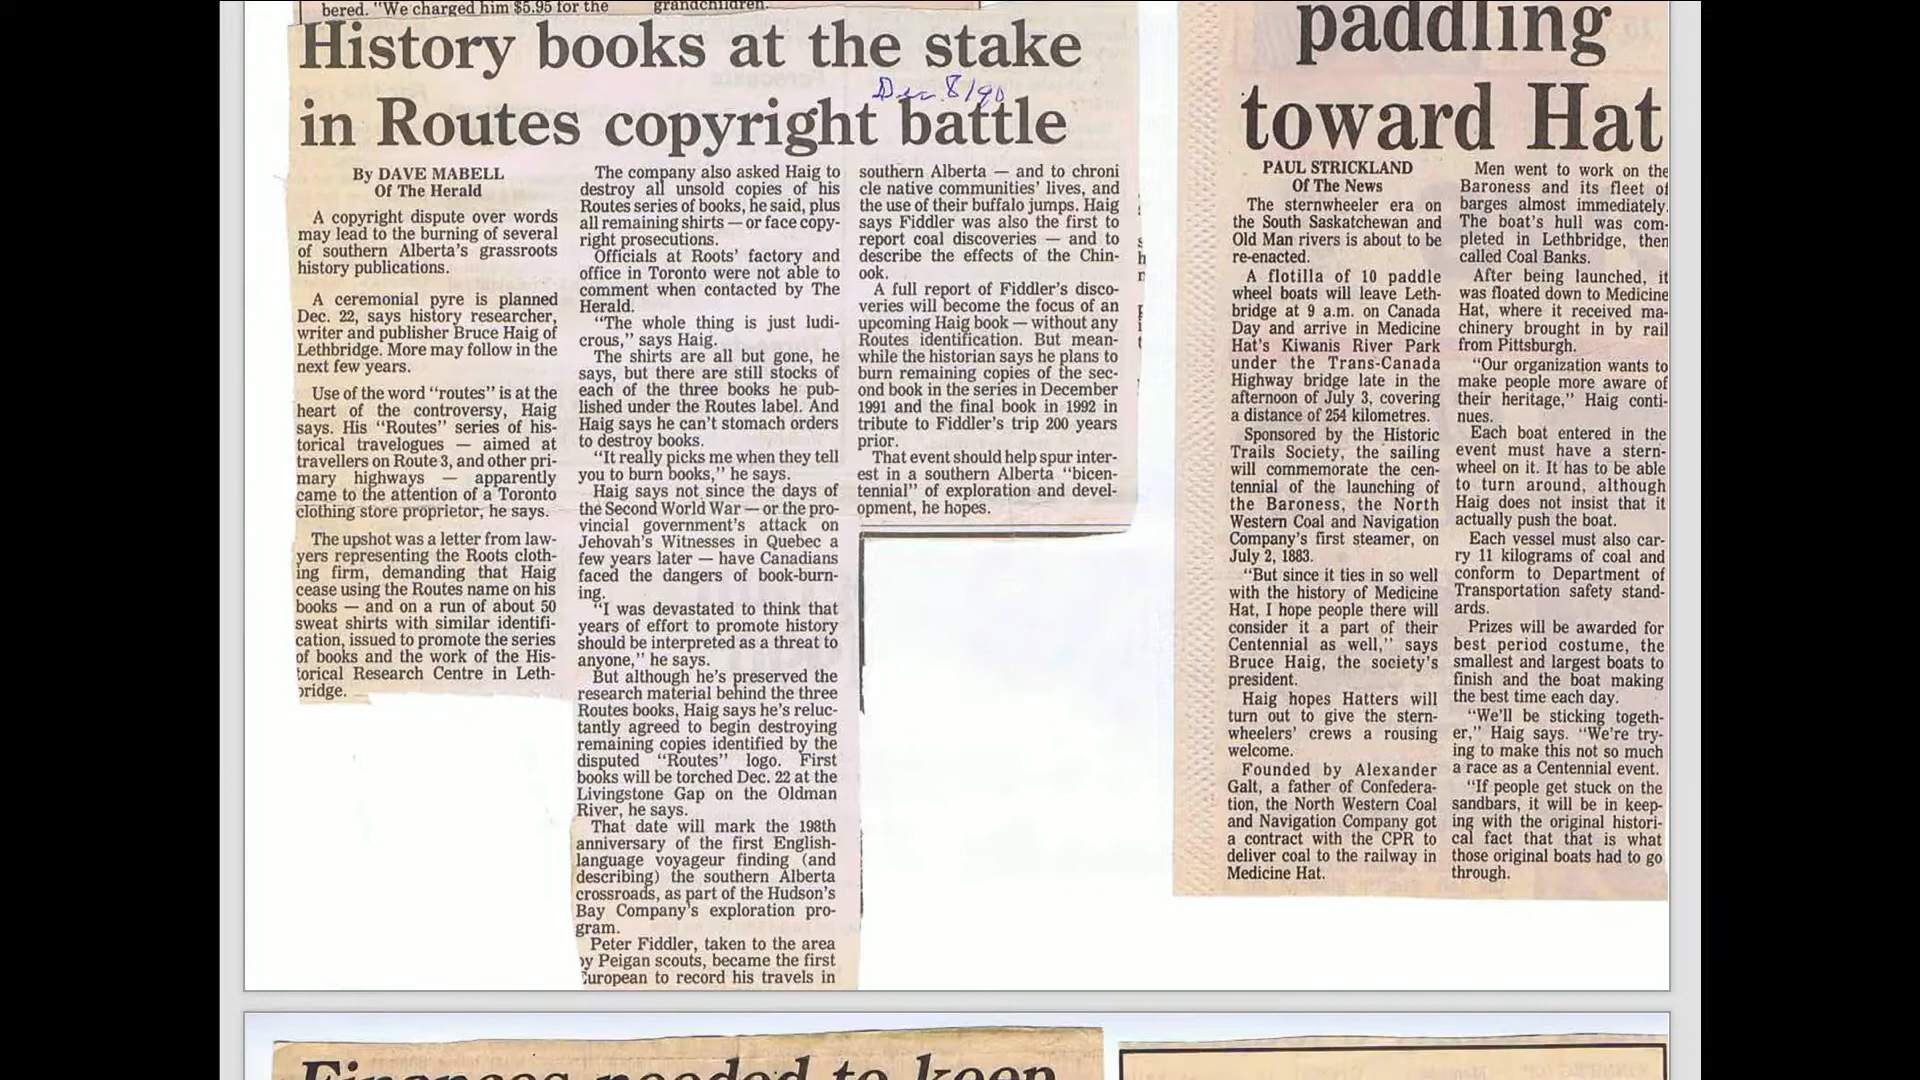 bered. "We charged him $5.95 for the
grandchildren.
History books at the stake
in Routes copyright battle
Dec. 8/90
By DAVE MABELL
Of The Herald
A copyright dispute over words
may lead to the burning of several
of southern Alberta's grassroots
history publications.
A ceremonial pyre is planned
Dec. 22, says history researcher,
writer and publisher Bruce Haig of
Lethbridge. More may follow in the
next few years.
Use of the word "routes" is at the
heart of the controversy, Haig
says. His "Routes" series of his-
torical travelogues — aimed at
travellers on Route 3, and other pri-
mary highways — apparently
came to the attention of a Toronto
clothing store proprietor, he says.
The upshot was a letter from law-
yers representing the Roots cloth-
ing firm, demanding that Haig
cease using the Routes name on his
books — and on a run of about 50
sweat shirts with similar identifi-
cation, issued to promote the series
of books and the work of the His-
torical Research Centre in Leth-
bridge.
The company also asked Haig to
destroy all unsold copies of his
Routes series of books, he said, plus
all remaining shirts — or face copy-
right prosecutions.
Officials at Roots' factory and
office in Toronto were not able to
comment when contacted by The
Herald.
"The whole thing is just ludi-
crous," says Haig.
The shirts are all but gone, he
says, but there are still stocks of
each of the three books he pub-
lished under the Routes label. And
Haig says he can't stomach orders
to destroy books.
"It really picks me when they tell
you to burn books," he says.
Haig says not since the days of
the Second World War — or the pro-
vincial government's attack on
Jehovah's Witnesses in Quebec a
few years later — have Canadians
faced the dangers of book-burn-
ing.
"I was devastated to think that
years of effort to promote history
should be interpreted as a threat to
anyone," he says.
But although he's preserved the
research material behind the three
Routes books, Haig says he's reluc-
tantly agreed to begin destroying
remaining copies identified by the
disputed "Routes" logo. First
books will be torched Dec. 22 at the
Livingstone Gap on the Oldman
River, he says.
That date will mark the 198th
anniversary of the first English-
language voyageur finding (and
describing) the southern Alberta
crossroads, as part of the Hudson's
Bay Company's exploration pro-
gram.
Peter Fiddler, taken to the area
by Peigan scouts, became the first
European to record his travels in
southern Alberta — and to chroni
cle native communities' lives, and
the use of their buffalo jumps. Haig
says Fiddler was also the first to
report coal discoveries — and to
describe the effects of the Chin-
ook.
A full report of Fiddler's disco-
veries will become the focus of an
upcoming Haig book — without any
Routes identification. But mean-
while the historian says he plans to
burn remaining copies of the sec-
ond book in the series in December
1991 and the final book in 1992 in
tribute to Fiddler's trip 200 years
prior.
That event should help spur inter-
est in a southern Alberta "bicen-
tennial" of exploration and devel-
opment, he hopes.
paddling
toward Hat
PAUL STRICKLAND
Of The News
The sternwheeler era on
the South Saskatchewan and
Old Man rivers is about to be
re-enacted.
A flotilla of 10 paddle
wheel boats will leave Leth-
bridge at 9 a.m. on Canada
Day and arrive in Medicine
Hat's Kiwanis River Park
under the Trans-Canada
Highway bridge late in the
afternoon of July 3, covering
a distance of 254 kilometres.
Sponsored by the Historic
Trails Society, the sailing
will commemorate the cen-
tennial of the launching of
the Baroness, the North
Western Coal and Navigation
Company's first steamer, on
July 2, 1883.
"But since it ties in so well
with the history of Medicine
Hat, I hope people there will
consider it a part of their
Centennial as well," says
Bruce Haig, the society's
president.
Haig hopes Hatters will
turn out to give the stern-
wheelers' crews a rousing
welcome.
Founded by Alexander
Galt, a father of Confedera-
tion, the North Western Coal
and Navigation Company got
a contract with the CPR to
deliver coal to the railway in
Medicine Hat.
Men went to work on the
Baroness and its fleet of
barges almost immediately.
The boat's hull was com-
pleted in Lethbridge, then
called Coal Banks.
After being launched, it
was floated down to Medicine
Hat, where it received ma-
chinery brought in by rail
from Pittsburgh.
"Our organization wants to
make people more aware of
their heritage," Haig conti-
nues.
Each boat entered in the
event must have a stern-
wheel on it. It has to be able
to turn around, although
Haig does not insist that it
actually push the boat.
Each vessel must also car-
ry 11 kilograms of coal and
conform to Department of
Transportation safety stand-
ards.
Prizes will be awarded for
best period costume, the
smallest and largest boats to
finish and the boat making
the best time each day.
"We'll be sticking togeth-
er," Haig says. "We're try-
ing to make this not so much
a race as a Centennial event.
"If people get stuck on the
sandbars, it will be in keep-
ing with the original histori-
cal fact that that is what
those original boats had to go
through.
Finances needed to keep